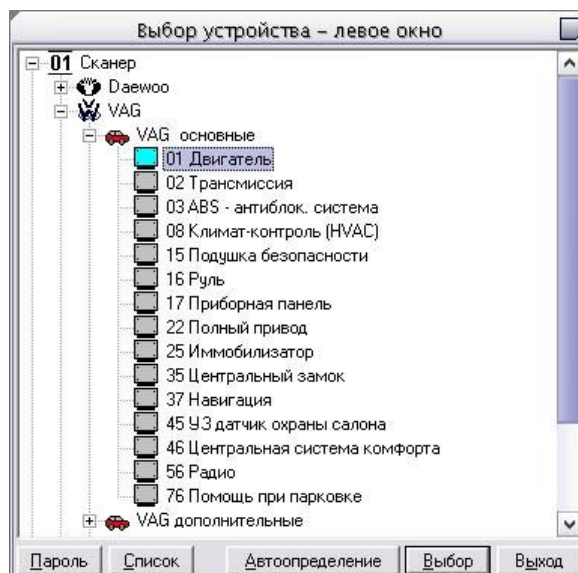 Выбор устройства – левое окно
01 Сканер
Daewoo
VAG
VAG основные
01 Двигатель
02 Трансмиссия
03 ABS - антиблок. система
08 Климат-контроль (HVAC)
15 Подушка безопасности
16 Руль
17 Приборная панель
22 Полный привод
25 Иммобилизатор
35 Центральный замок
37 Навигация
45 УЗ датчик охраны салона
46 Центральная система комфорта
56 Радио
76 Помощь при парковке
VAG дополнительные
Пароль Список Автоопределение Выбор Выход